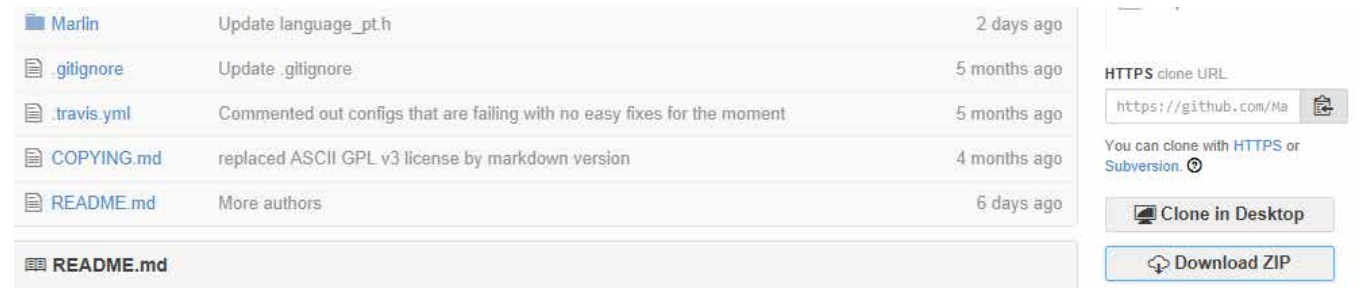 Marlin Update language_pt.h 2 days ago
.gitignore Update .gitignore 5 months ago
.travis.yml Commented out configs that are failing with no easy fixes for the moment 5 months ago
COPYING.md replaced ASCII GPL v3 license by markdown version 4 months ago
README.md More authors 6 days ago
README.md
HTTPS clone URL
https://github.com/Ma
You can clone with HTTPS or
Subversion.
Clone in Desktop
Download ZIP